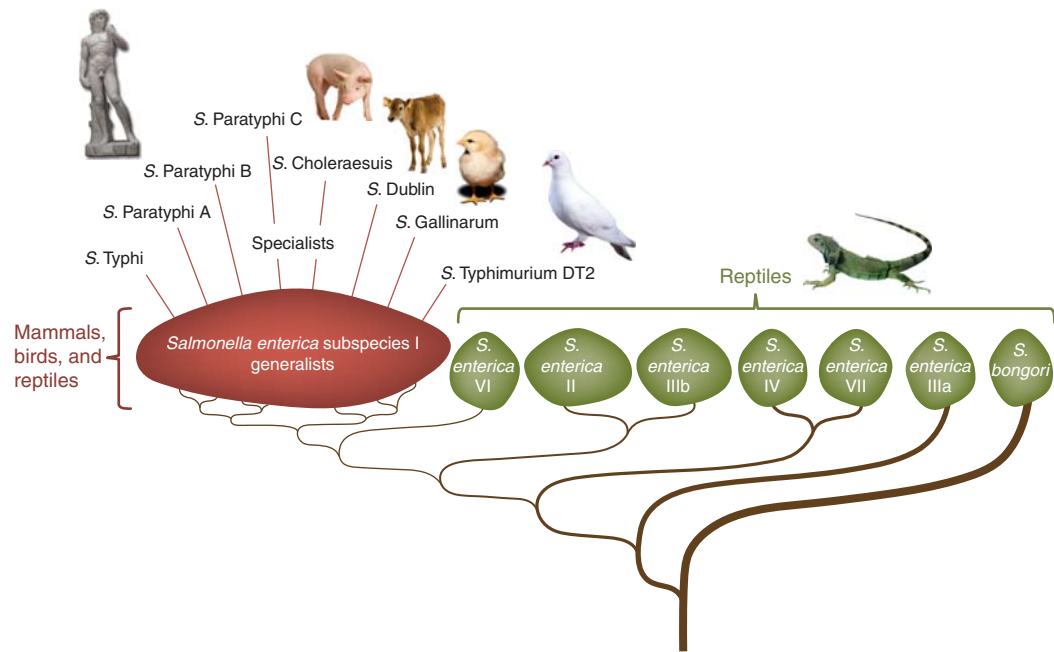 S. Paratyphi C
S. Choleraesuis
S. Paratyphi B
S. Dublin
S. Paratyphi A
S. Gallinarum
Specialists
S. Typhi
S. Typhimurium DT2
Reptiles
Mammals,
birds, and
reptiles
Salmonella enterica subspecies I
generalists
S.
enterica
VI
S.
enterica
II
S.
enterica
IIIb
S.
enterica
IV
S.
enterica
VII
S.
enterica
IIIa
S.
bongori